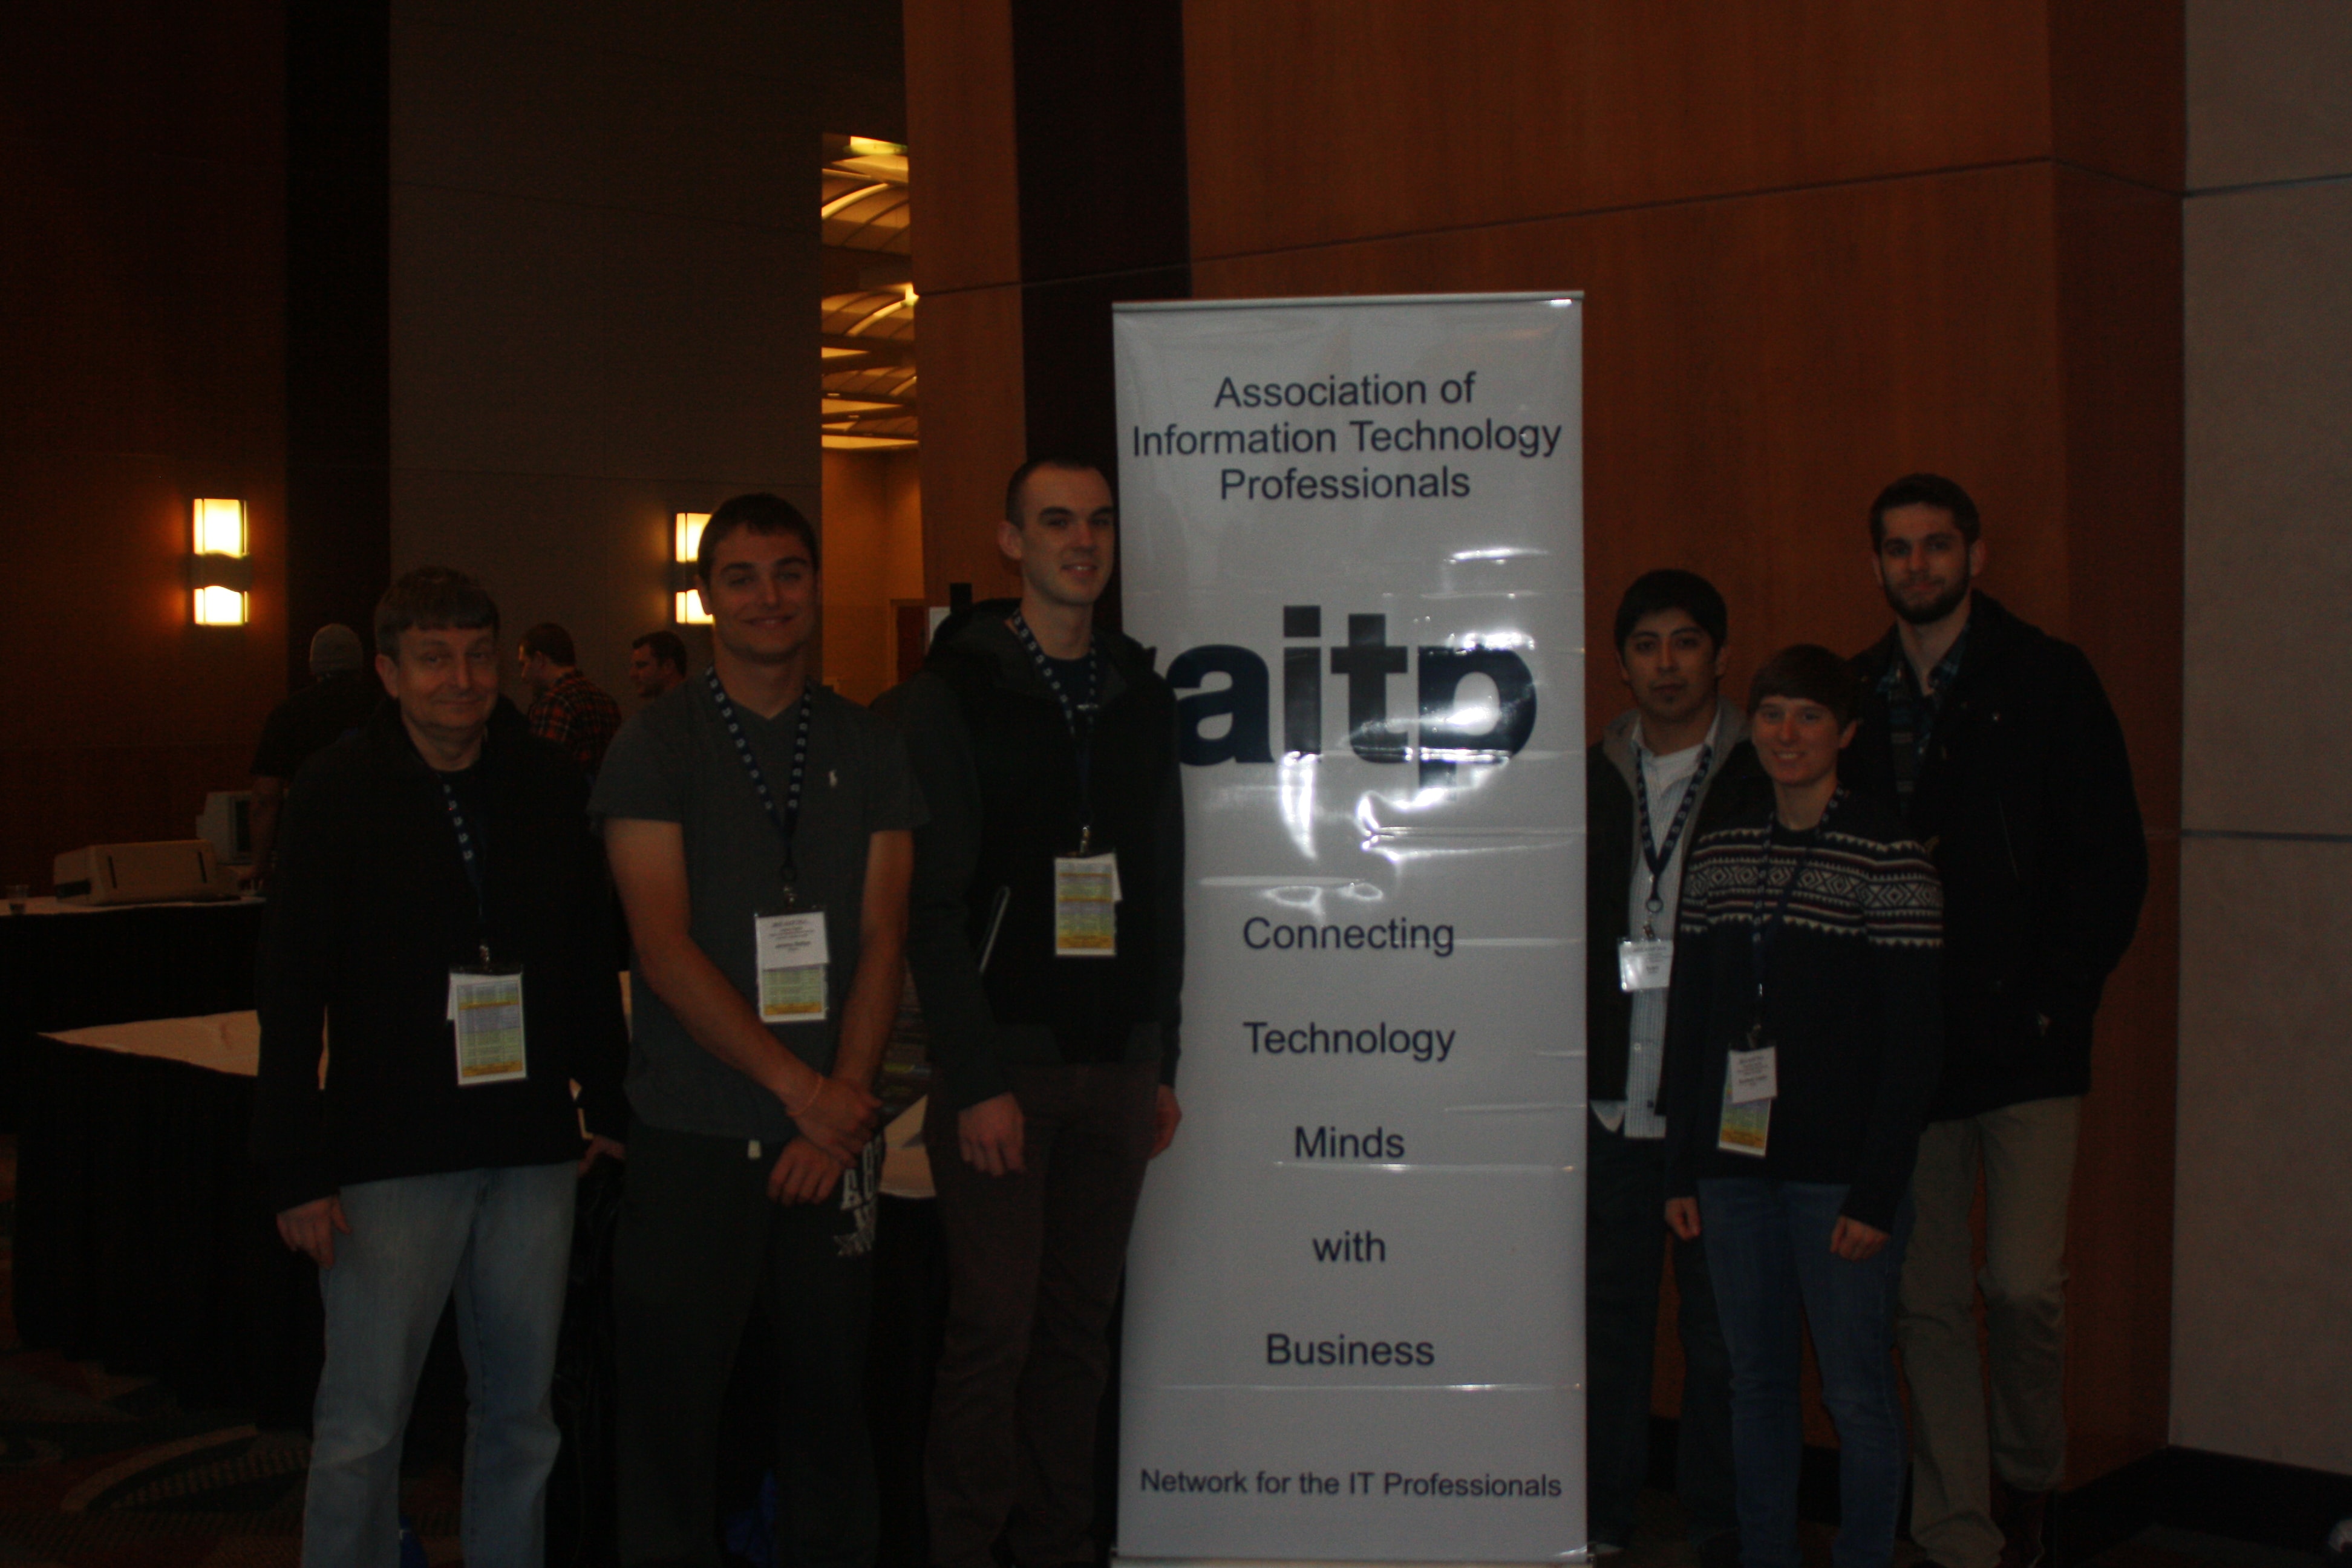 Association of
Information Technology
Professionals
aitp
Connecting
Technology
Minds
with
Business
Network for the IT Professionals